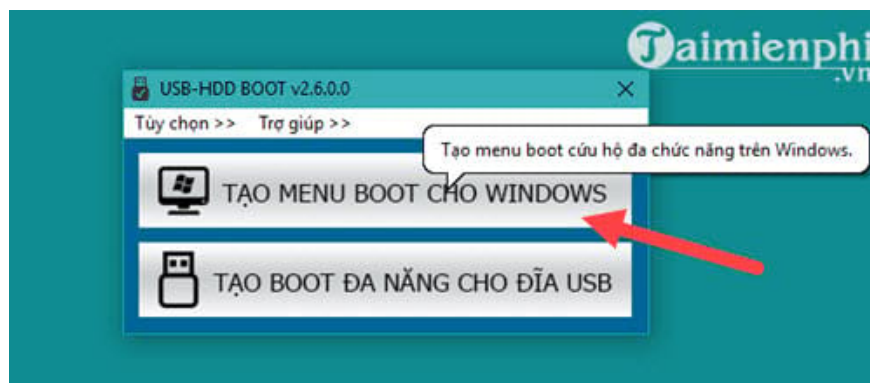 Taimienphi
.vn
USB-HDD BOOT v2.6.0.0
Tùy chọn >> Trợ giúp >>
Tạo menu boot cứu hộ đa chức năng trên Windows.
TẠO MENU BOOT CHO WINDOWS
TẠO BOOT ĐA NĂNG CHO ĐĨA USB